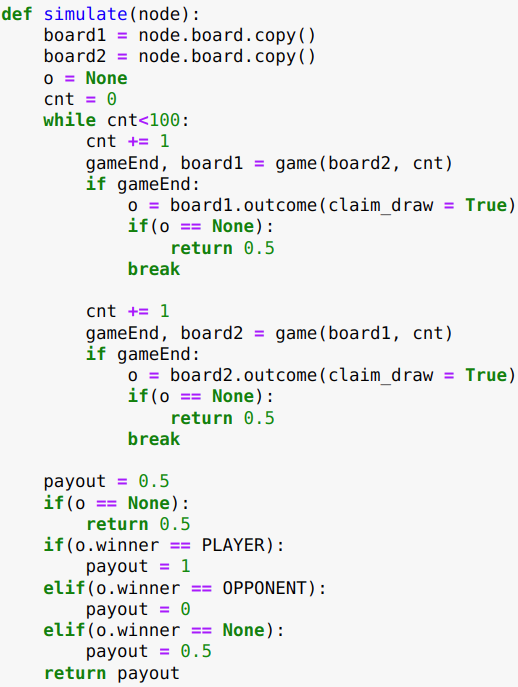 def simulate(node):
    board1 = node.board.copy()
    board2 = node.board.copy()
    o = None
    cnt = 0
    while cnt<100:
        cnt += 1
        gameEnd, board1 = game(board2, cnt)
        if gameEnd:
            o = board1.outcome(claim_draw = True)
            if(o == None):
                return 0.5
            break

        cnt += 1
        gameEnd, board2 = game(board1, cnt)
        if gameEnd:
            o = board2.outcome(claim_draw = True)
            if(o == None):
                return 0.5
            break

    payout = 0.5
    if(o == None):
        return 0.5
    if(o.winner == PLAYER):
        payout = 1
    elif(o.winner == OPPONENT):
        payout = 0
    elif(o.winner == None):
        payout = 0.5
    return payout